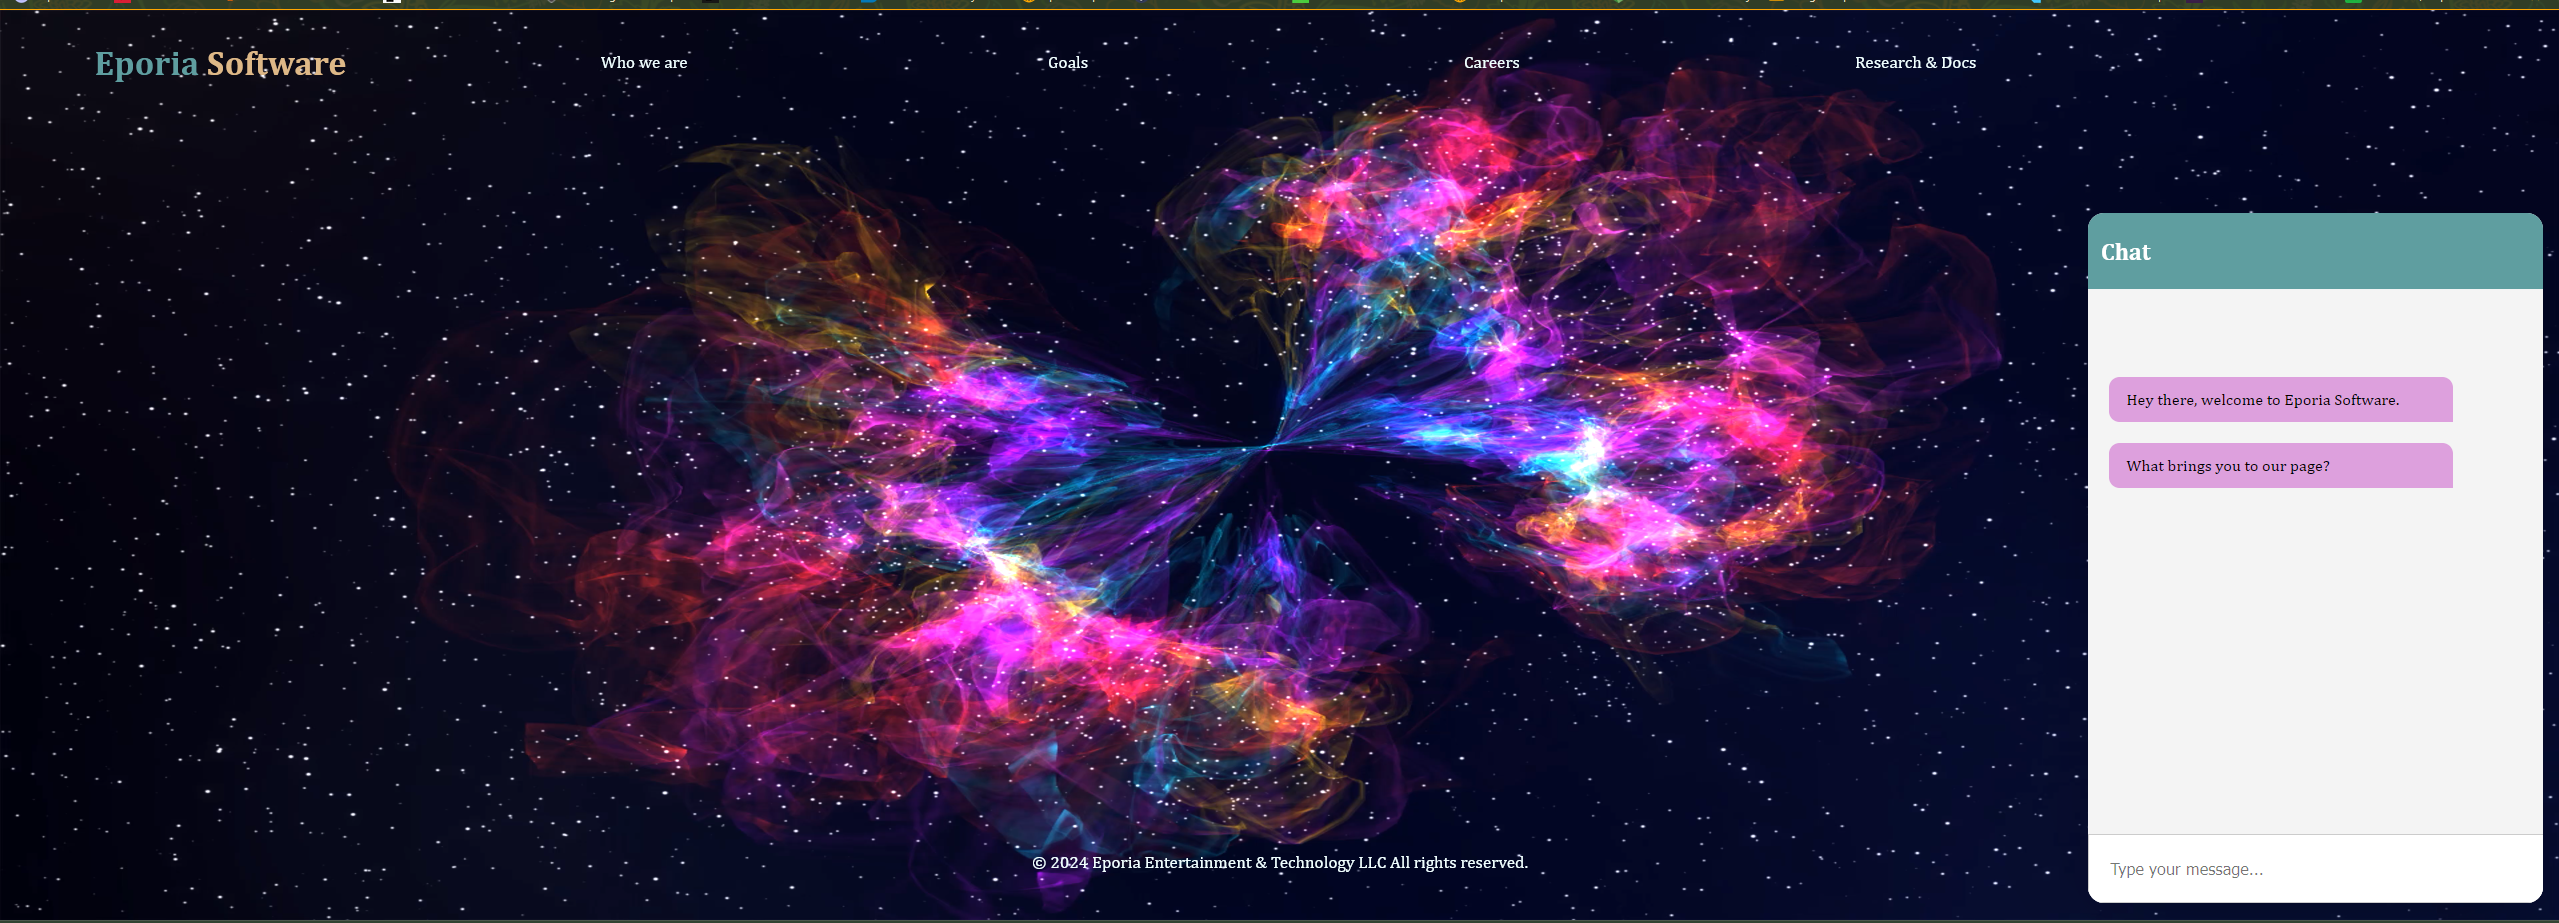 Eporia Software
Who we are
Goals
Careers
Research & Docs
Chat
Hey there, welcome to Eporia Software.
What brings you to our page?
Type your message...
© 2024 Eporia Entertainment & Technology LLC All rights reserved.